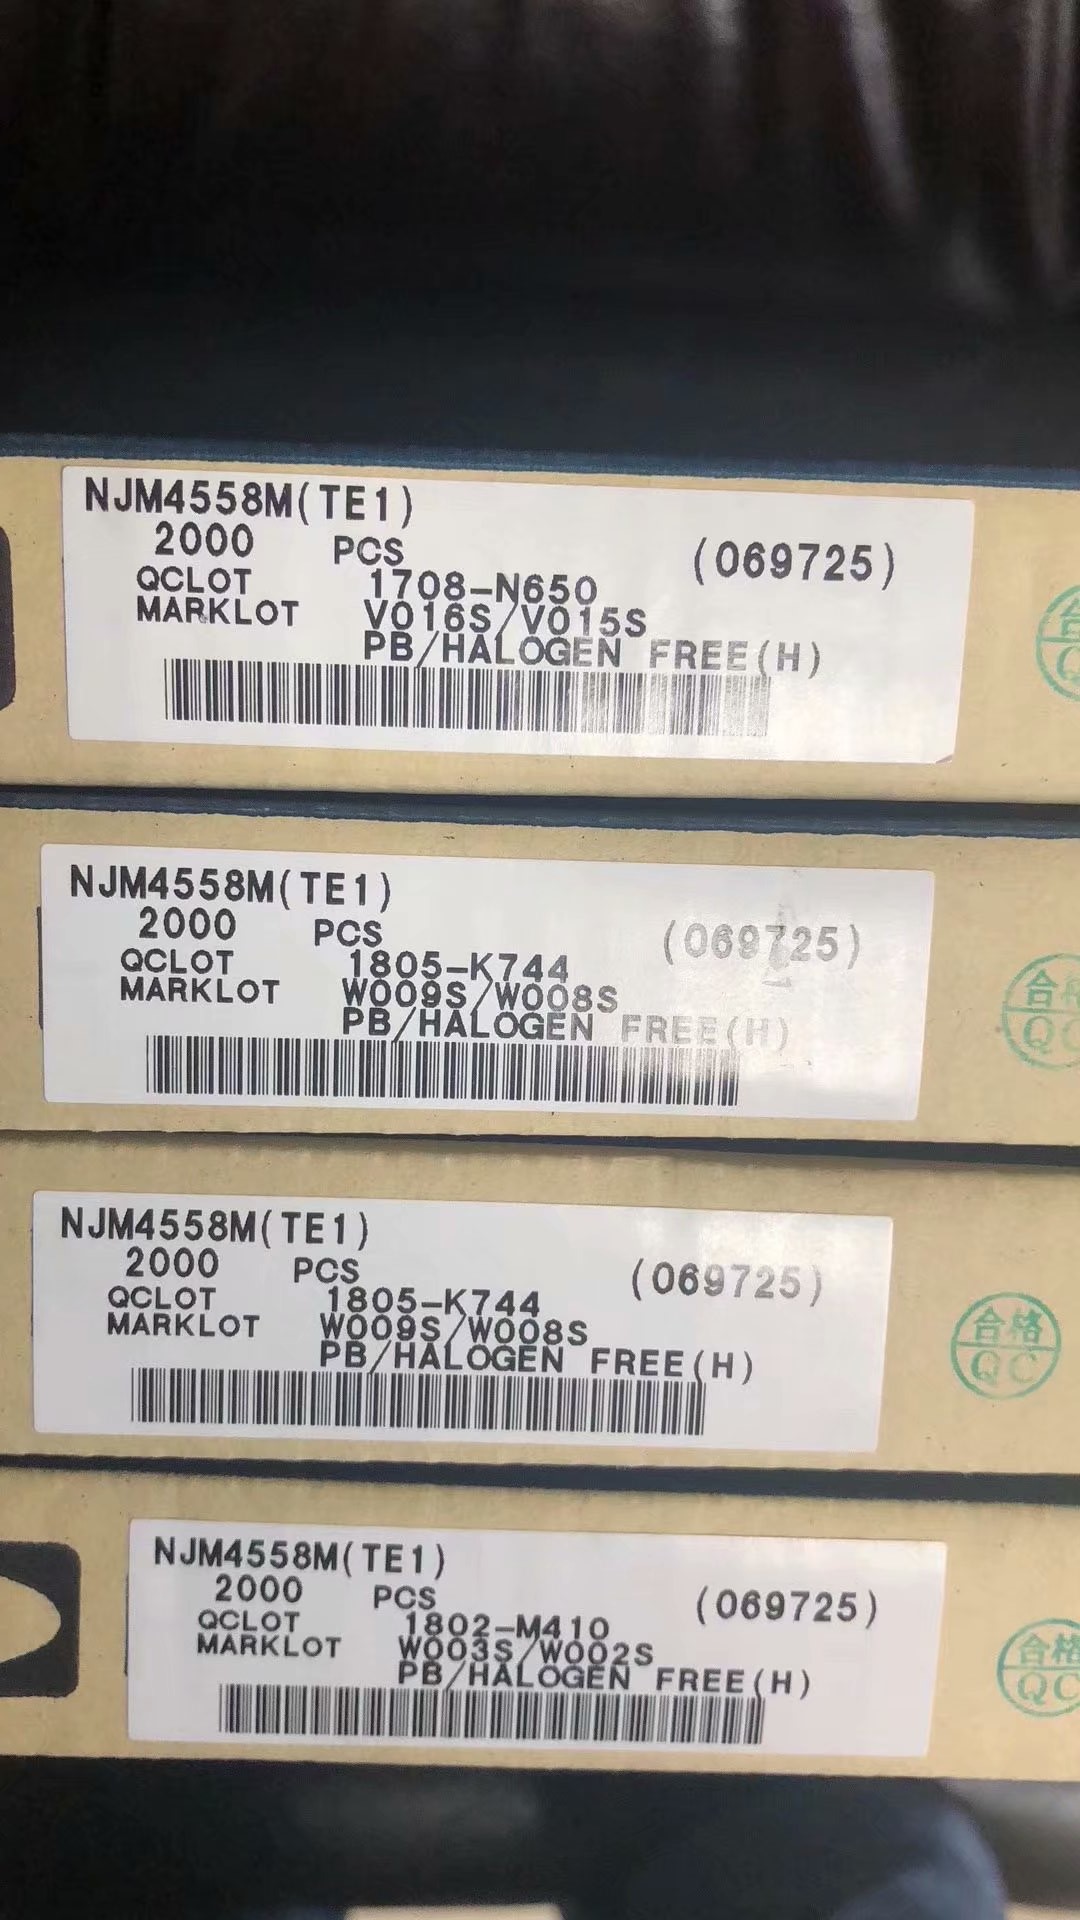 NJM4558M(TE1)
2000 PCS (069725)
QCLOT 1708-N650
MARKLOT V016S/V015S
PB/HALOGEN FREE(H)
合
Q
NJM4558M(TE1)
2000 PCS (069725)
QCLOT 1805-K744
MARKLOT W009S/W008S
PB/HALOGEN FREE(H)
合格
QC
NJM4558M(TE1)
2000 PCS (069725)
QCLOT 1805-K744
MARKLOT W009S/W008S
PB/HALOGEN FREE(H)
合格
QC
NJM4558M(TE1)
2000 PCS (069725)
QCLOT 1802-M410
MARKLOT W003S/W002S
PB/HALOGEN FREE(H)
合格
QC